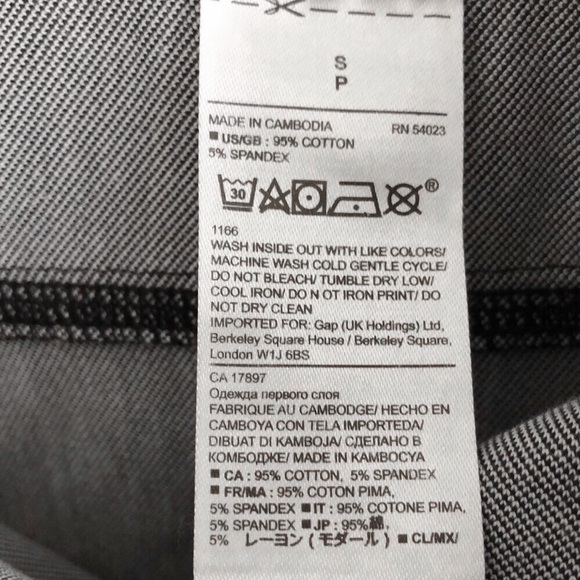 S
P
MADE IN CAMBODIA RN 54023
■ US/GB : 95% COTTON
5% SPANDEX
30
®
1166
WASH INSIDE OUT WITH LIKE COLORS/
MACHINE WASH COLD GENTLE CYCLE/
DO NOT BLEACH/ TUMBLE DRY LOW/
COOL IRON/ DO N OT IRON PRINT/ DO
NOT DRY CLEAN
IMPORTED FOR: Gap (UK Holdings) Ltd,
Berkeley Square House / Berkeley Square,
London W1J 6BS
CA 17897
Одежда первого слоя
FABRIQUE AU CAMBODGE/ HECHO EN
CAMBOYA CON TELA IMPORTEDA/
DIBUAT DI KAMBOJA/ СДЕЛАНО В
КОМБОДЖЕ/ MADE IN KAMBOCYA
■ CA : 95% COTTON, 5% SPANDEX
■ FR/MA : 95% COTON PIMA,
5% SPANDEX ■ IT : 95% COTONE PIMA,
5% SPANDEX ■ JP : 95%綿,
5% レーヨン ( モダール ) ■ CL/MX/